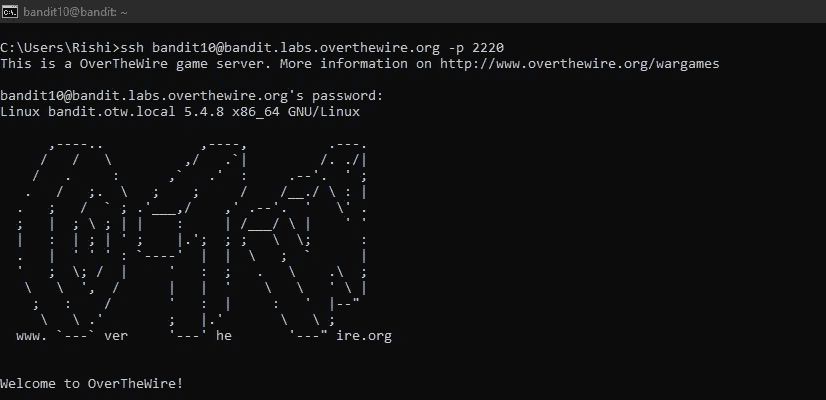 bandit10@bandit: ~
C:\Users\Rishi>ssh bandit10@bandit.labs.overthewire.org -p 2220
This is a OverTheWire game server. More information on http://www.overthewire.org/wargames
bandit10@bandit.labs.overthewire.org's password:
Linux bandit.otw.local 5.4.8 x86_64 GNU/Linux
www. ver he ire.org
Welcome to OverTheWire!